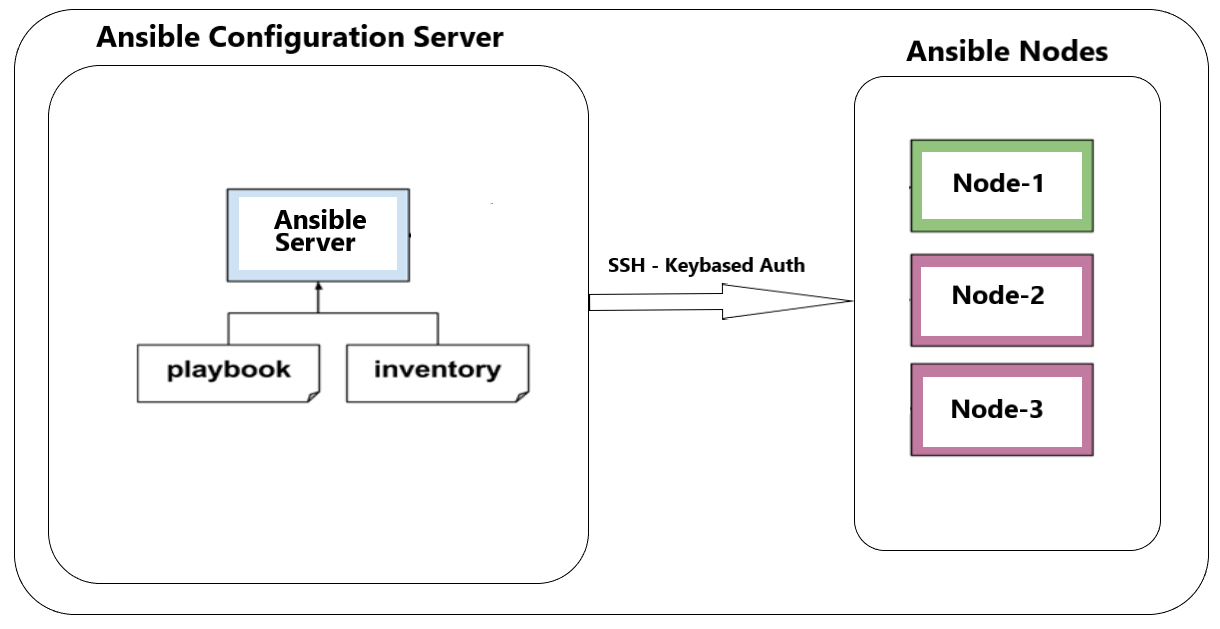 Ansible Configuration Server
Ansible Nodes
Ansible
Server
playbook
inventory
SSH - Keybased Auth
Node-1
Node-2
Node-3